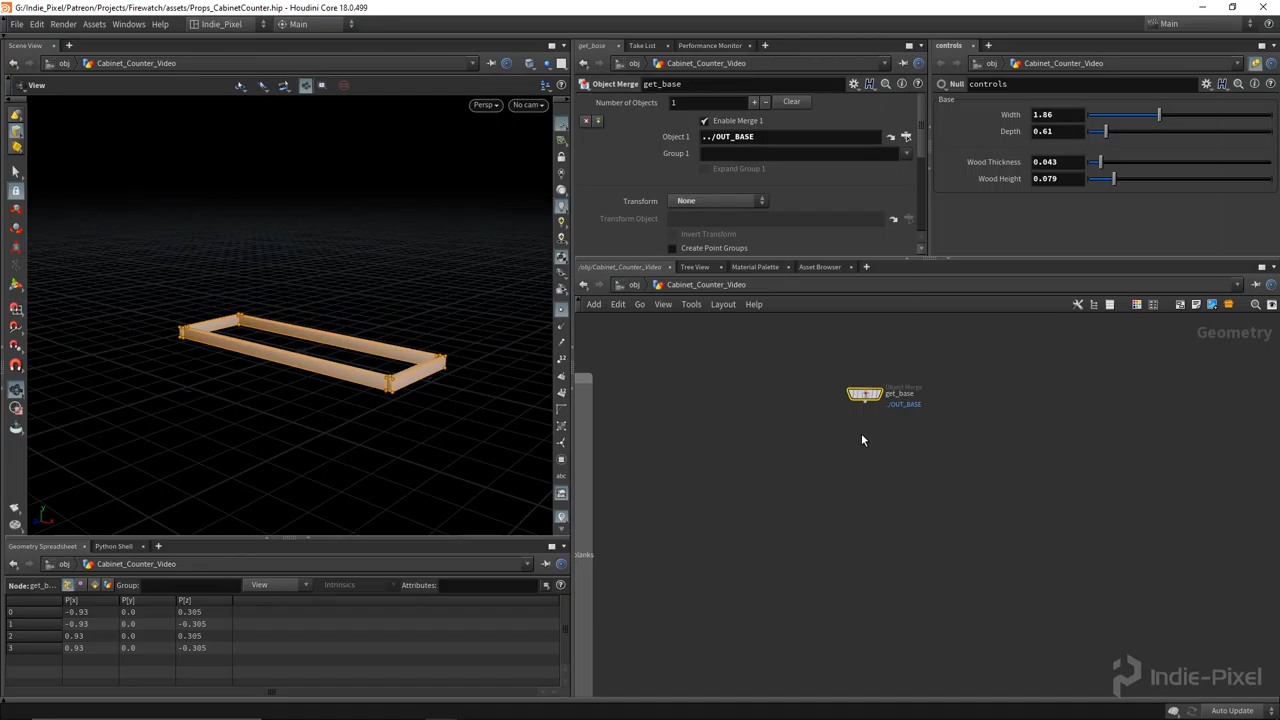 G:/Indie_Pixel/Patreon/Projects/Firewatch/assets/Props_CabinetCounter.hip - Houdini Core 18.0.499
File Edit Render Assets Windows Help Indie_Pixel Main Main
Scene View
obj Cabinet_Counter_Video
View
Persp No cam
12
abc
get_base Take List Performance Monitor
obj Cabinet_Counter_Video
Object Merge get_base
Number of Objects 1 Clear
Enable Merge 1
Object 1 ../OUT_BASE
Group 1
Expand Group 1
Transform None
Transform Object
Invert Transform
Create Point Groups
controls
obj Cabinet_Counter_Video
Null controls
Base
Width 1.86
Depth 0.61
Wood Thickness 0.043
Wood Height 0.079
/obj/Cabinet_Counter_Video Tree View Material Palette Asset Browser
obj Cabinet_Counter_Video
Add Edit Go View Tools Layout Help
Geometry
Object Merge
get_base
../OUT_BASE
planks
Geometry Spreadsheet Python Shell
obj Cabinet_Counter_Video
Node: get_b... Group: View Intrinsics Attributes:
P[x] P[y] P[z]
0 -0.93 0.0 0.305
1 -0.93 0.0 -0.305
2 0.93 0.0 0.305
3 0.93 0.0 -0.305
Indie-Pixel
Auto Update